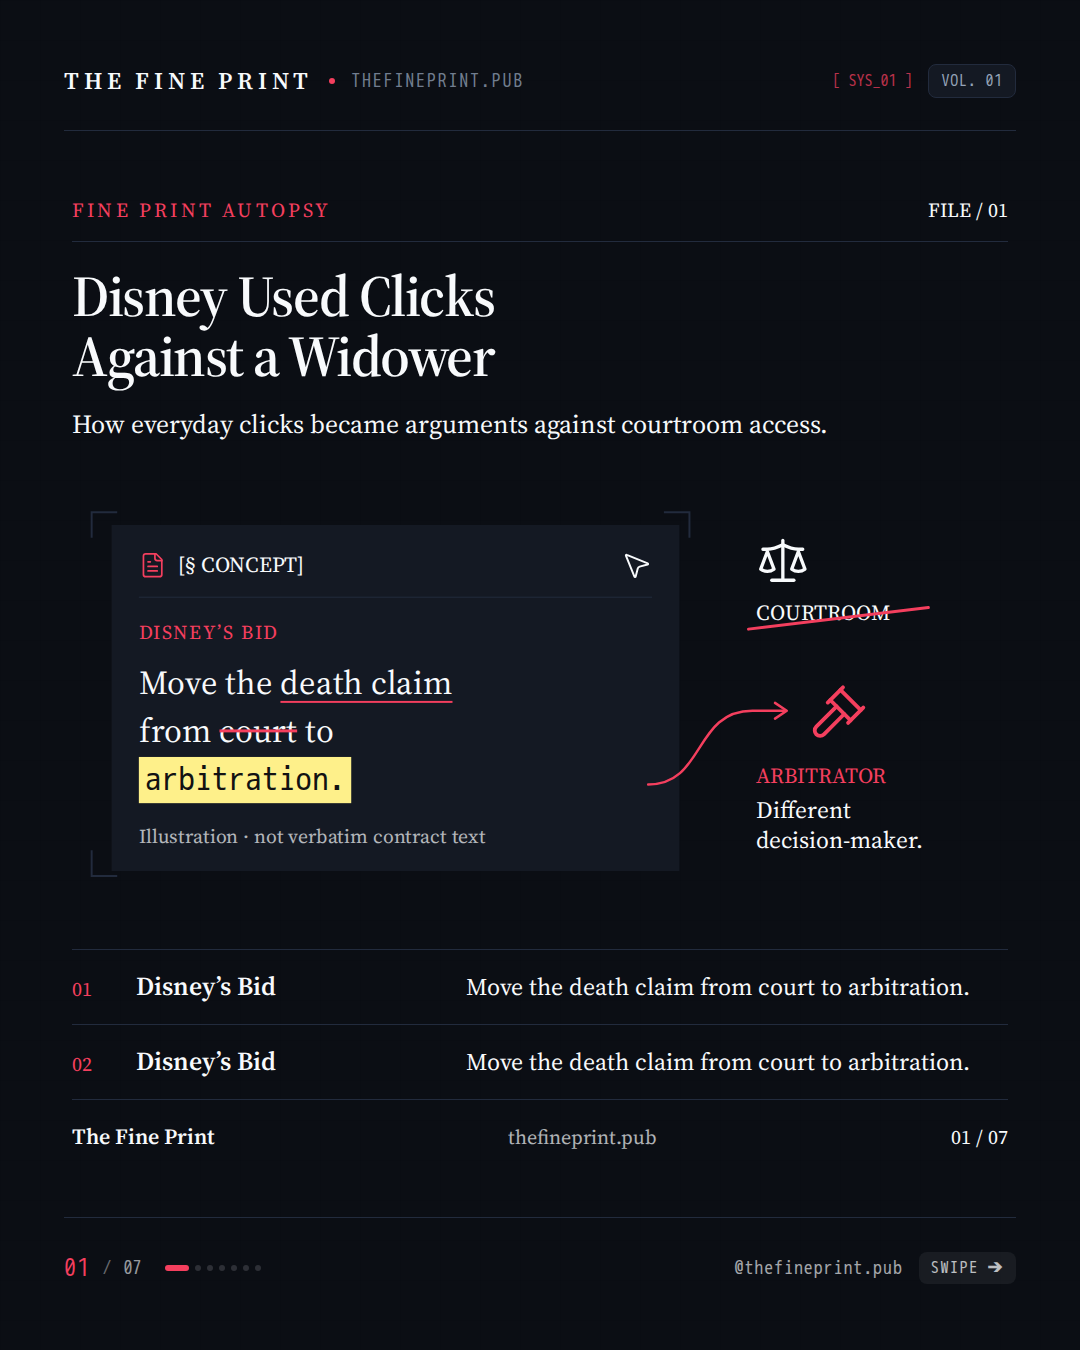 THE FINE PRINT • THEFINEPRINT.PUB [ SYS_01 ] VOL. 01
FINE PRINT AUTOPSY FILE / 01
Disney Used Clicks
Against a Widower
How everyday clicks became arguments against courtroom access.
[§ CONCEPT]
DISNEY’S BID
Move the death claim
from court to
arbitration.
Illustration · not verbatim contract text
COURTROOM
ARBITRATOR
Different
decision-maker.
01 Disney’s Bid Move the death claim from court to arbitration.
02 Disney’s Bid Move the death claim from court to arbitration.
The Fine Print thefineprint.pub 01 / 07
01 / 07 @thefineprint.pub SWIPE ➔